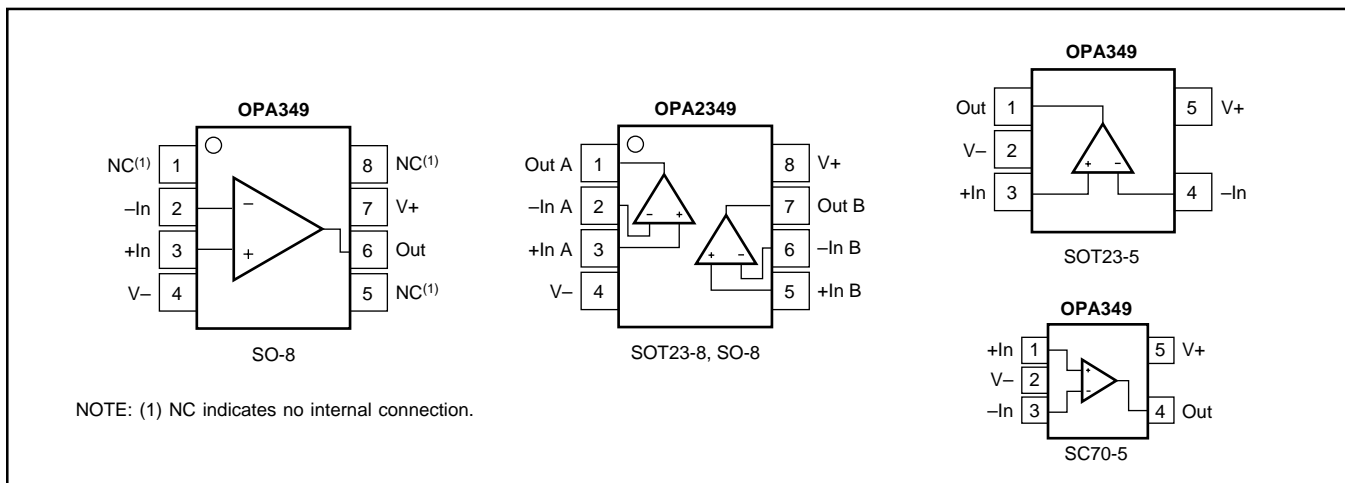 OPA349
NC(1) 1
–In 2
+In 3
V– 4
8 NC(1)
7 V+
6 Out
5 NC(1)
–
+
SO-8
OPA2349
Out A 1
–In A 2
+In A 3
V– 4
8 V+
7 Out B
6 –In B
5 +In B
– +
+ –
SOT23-8, SO-8
OPA349
Out 1
V– 2
+In 3
5 V+
4 –In
+ –
SOT23-5
OPA349
+In 1
V– 2
–In 3
5 V+
4 Out
+
–
SC70-5
NOTE: (1) NC indicates no internal connection.